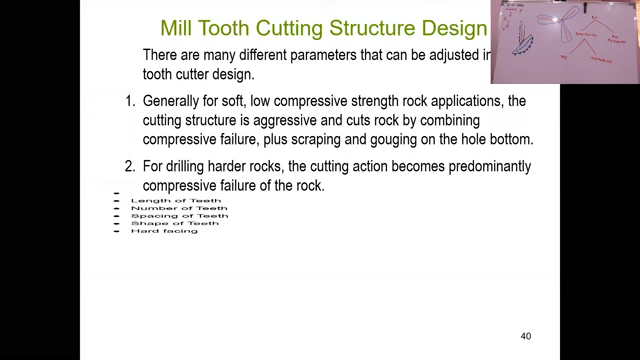 Mill Tooth Cutting Structure Design
There are many different parameters that can be adjusted in
tooth cutter design.
1. Generally for soft, low compressive strength rock applications, the
cutting structure is aggressive and cuts rock by combining
compressive failure, plus scraping and gouging on the hole bottom.
2. For drilling harder rocks, the cutting action becomes predominantly
compressive failure of the rock.
– Length of Teeth
– Number of Teeth
– Spacing of Teeth
– Shape of Teeth
– Hard facing
40